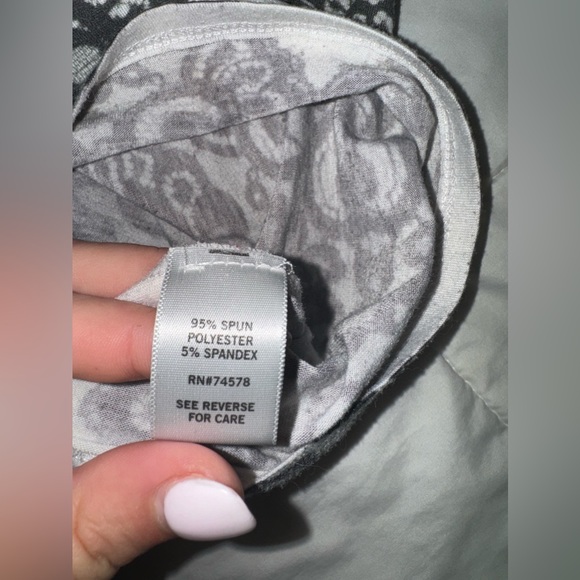 95% SPUN
POLYESTER
5% SPANDEX
RN#74578
SEE REVERSE
FOR CARE